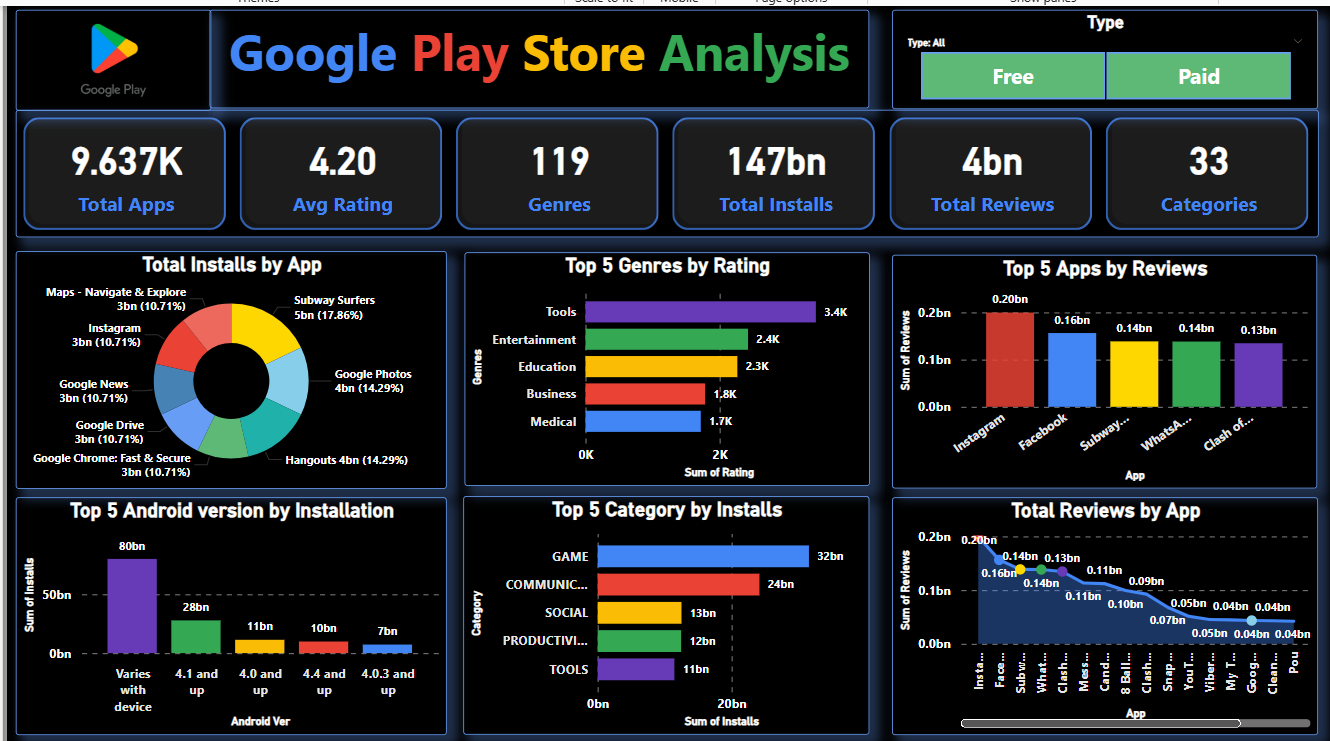 Themes
Scale to fit
Mobile
Page options
Show panes
Google Play
Google Play Store Analysis
Type
Type: All
Free
Paid
9.637K
Total Apps
4.20
Avg Rating
119
Genres
147bn
Total Installs
4bn
Total Reviews
33
Categories
Total Installs by App
Maps - Navigate & Explore
3bn (10.71%)
Instagram
3bn (10.71%)
Google News
3bn (10.71%)
Google Drive
3bn (10.71%)
Google Chrome: Fast & Secure
3bn (10.71%)
Subway Surfers
5bn (17.86%)
Google Photos
4bn (14.29%)
Hangouts 4bn (14.29%)
Top 5 Genres by Rating
Genres
Tools
3.4K
Entertainment
2.4K
Education
2.3K
Business
1.8K
Medical
1.7K
0K
2K
Sum of Rating
Top 5 Apps by Reviews
Sum of Reviews
0.2bn
0.1bn
0.0bn
0.20bn
0.16bn
0.14bn
0.14bn
0.13bn
Instagram
Facebook
Subway...
WhatsA...
Clash of...
App
Top 5 Android version by Installation
Sum of Installs
50bn
0bn
80bn
28bn
11bn
10bn
7bn
Varies
with
device
4.1 and
up
4.0 and
up
4.4 and
up
4.0.3 and
up
Android Ver
Top 5 Category by Installs
Category
GAME
32bn
COMMUNIC...
24bn
SOCIAL
13bn
PRODUCTIVI...
12bn
TOOLS
11bn
0bn
20bn
Sum of Installs
Total Reviews by App
Sum of Reviews
0.2bn
0.1bn
0.0bn
0.20bn
0.16bn
0.14bn
0.14bn
0.13bn
0.11bn
0.11bn
0.10bn
0.09bn
0.07bn
0.05bn
0.05bn
0.04bn
0.04bn
0.04bn
0.04bn
Insta...
Face...
Subw...
What...
Clash...
Mess...
Cand...
8 Ball...
Clash...
Snap ...
YouT...
Viber...
My T...
Goog...
Clean...
Pou
App